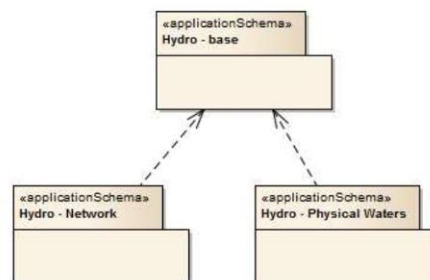 «applicationSchema»
Hydro - base
«applicationSchema»
Hydro - Network
«applicationSchema»
Hydro - Physical Waters